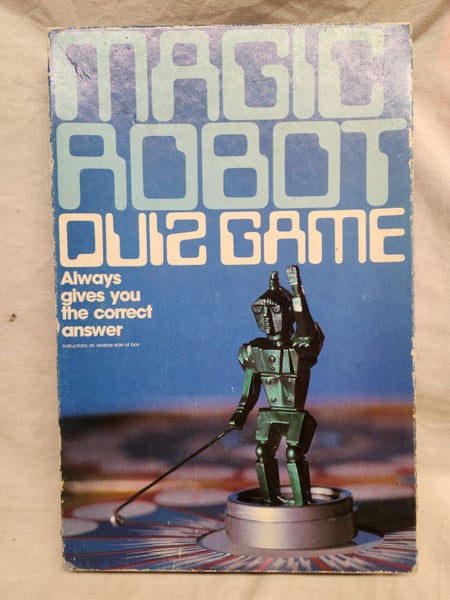 MAGIC
ROBOT
QUIZ GAME
Always
gives you
the correct
answer
Instructions on reverse side of box